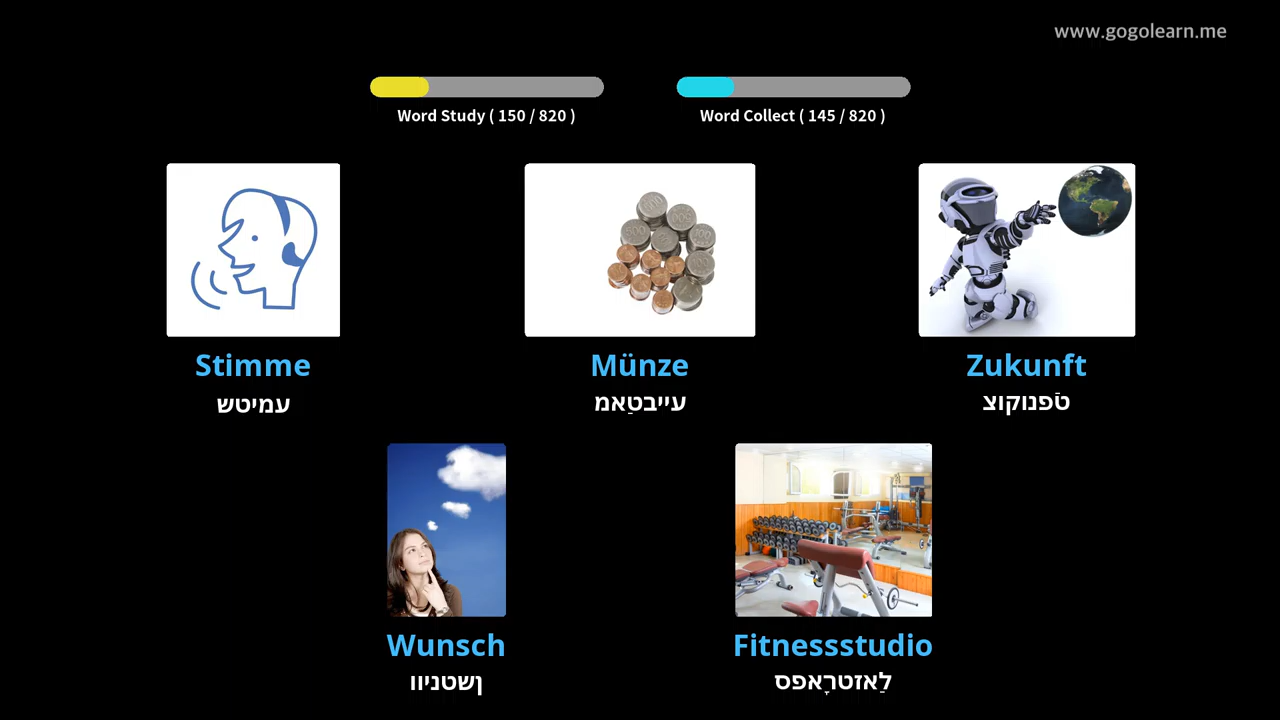 www.gogolearn.me
Word Study ( 150 / 820 )
Word Collect ( 145 / 820 )
Stimme
עמיטש
Münze
עייבטַאמ
Zukunft
טֿפנוקוצ
Wunsch
ןשטניוו
Fitnessstudio
לַאזטרָאפס